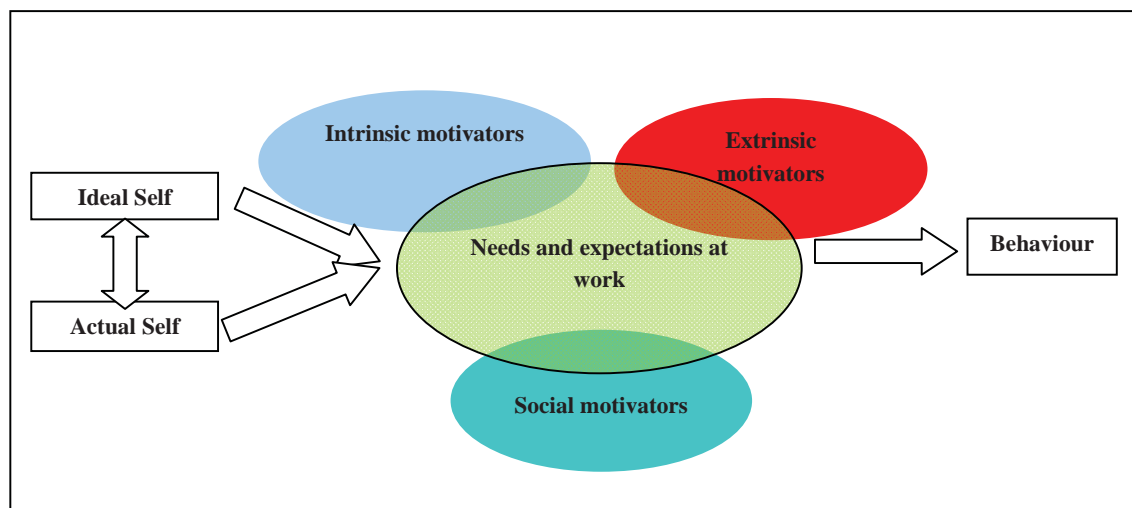 Intrinsic motivators
Extrinsic
motivators
Ideal Self
Needs and expectations at
work
Behaviour
Actual Self
Social motivators